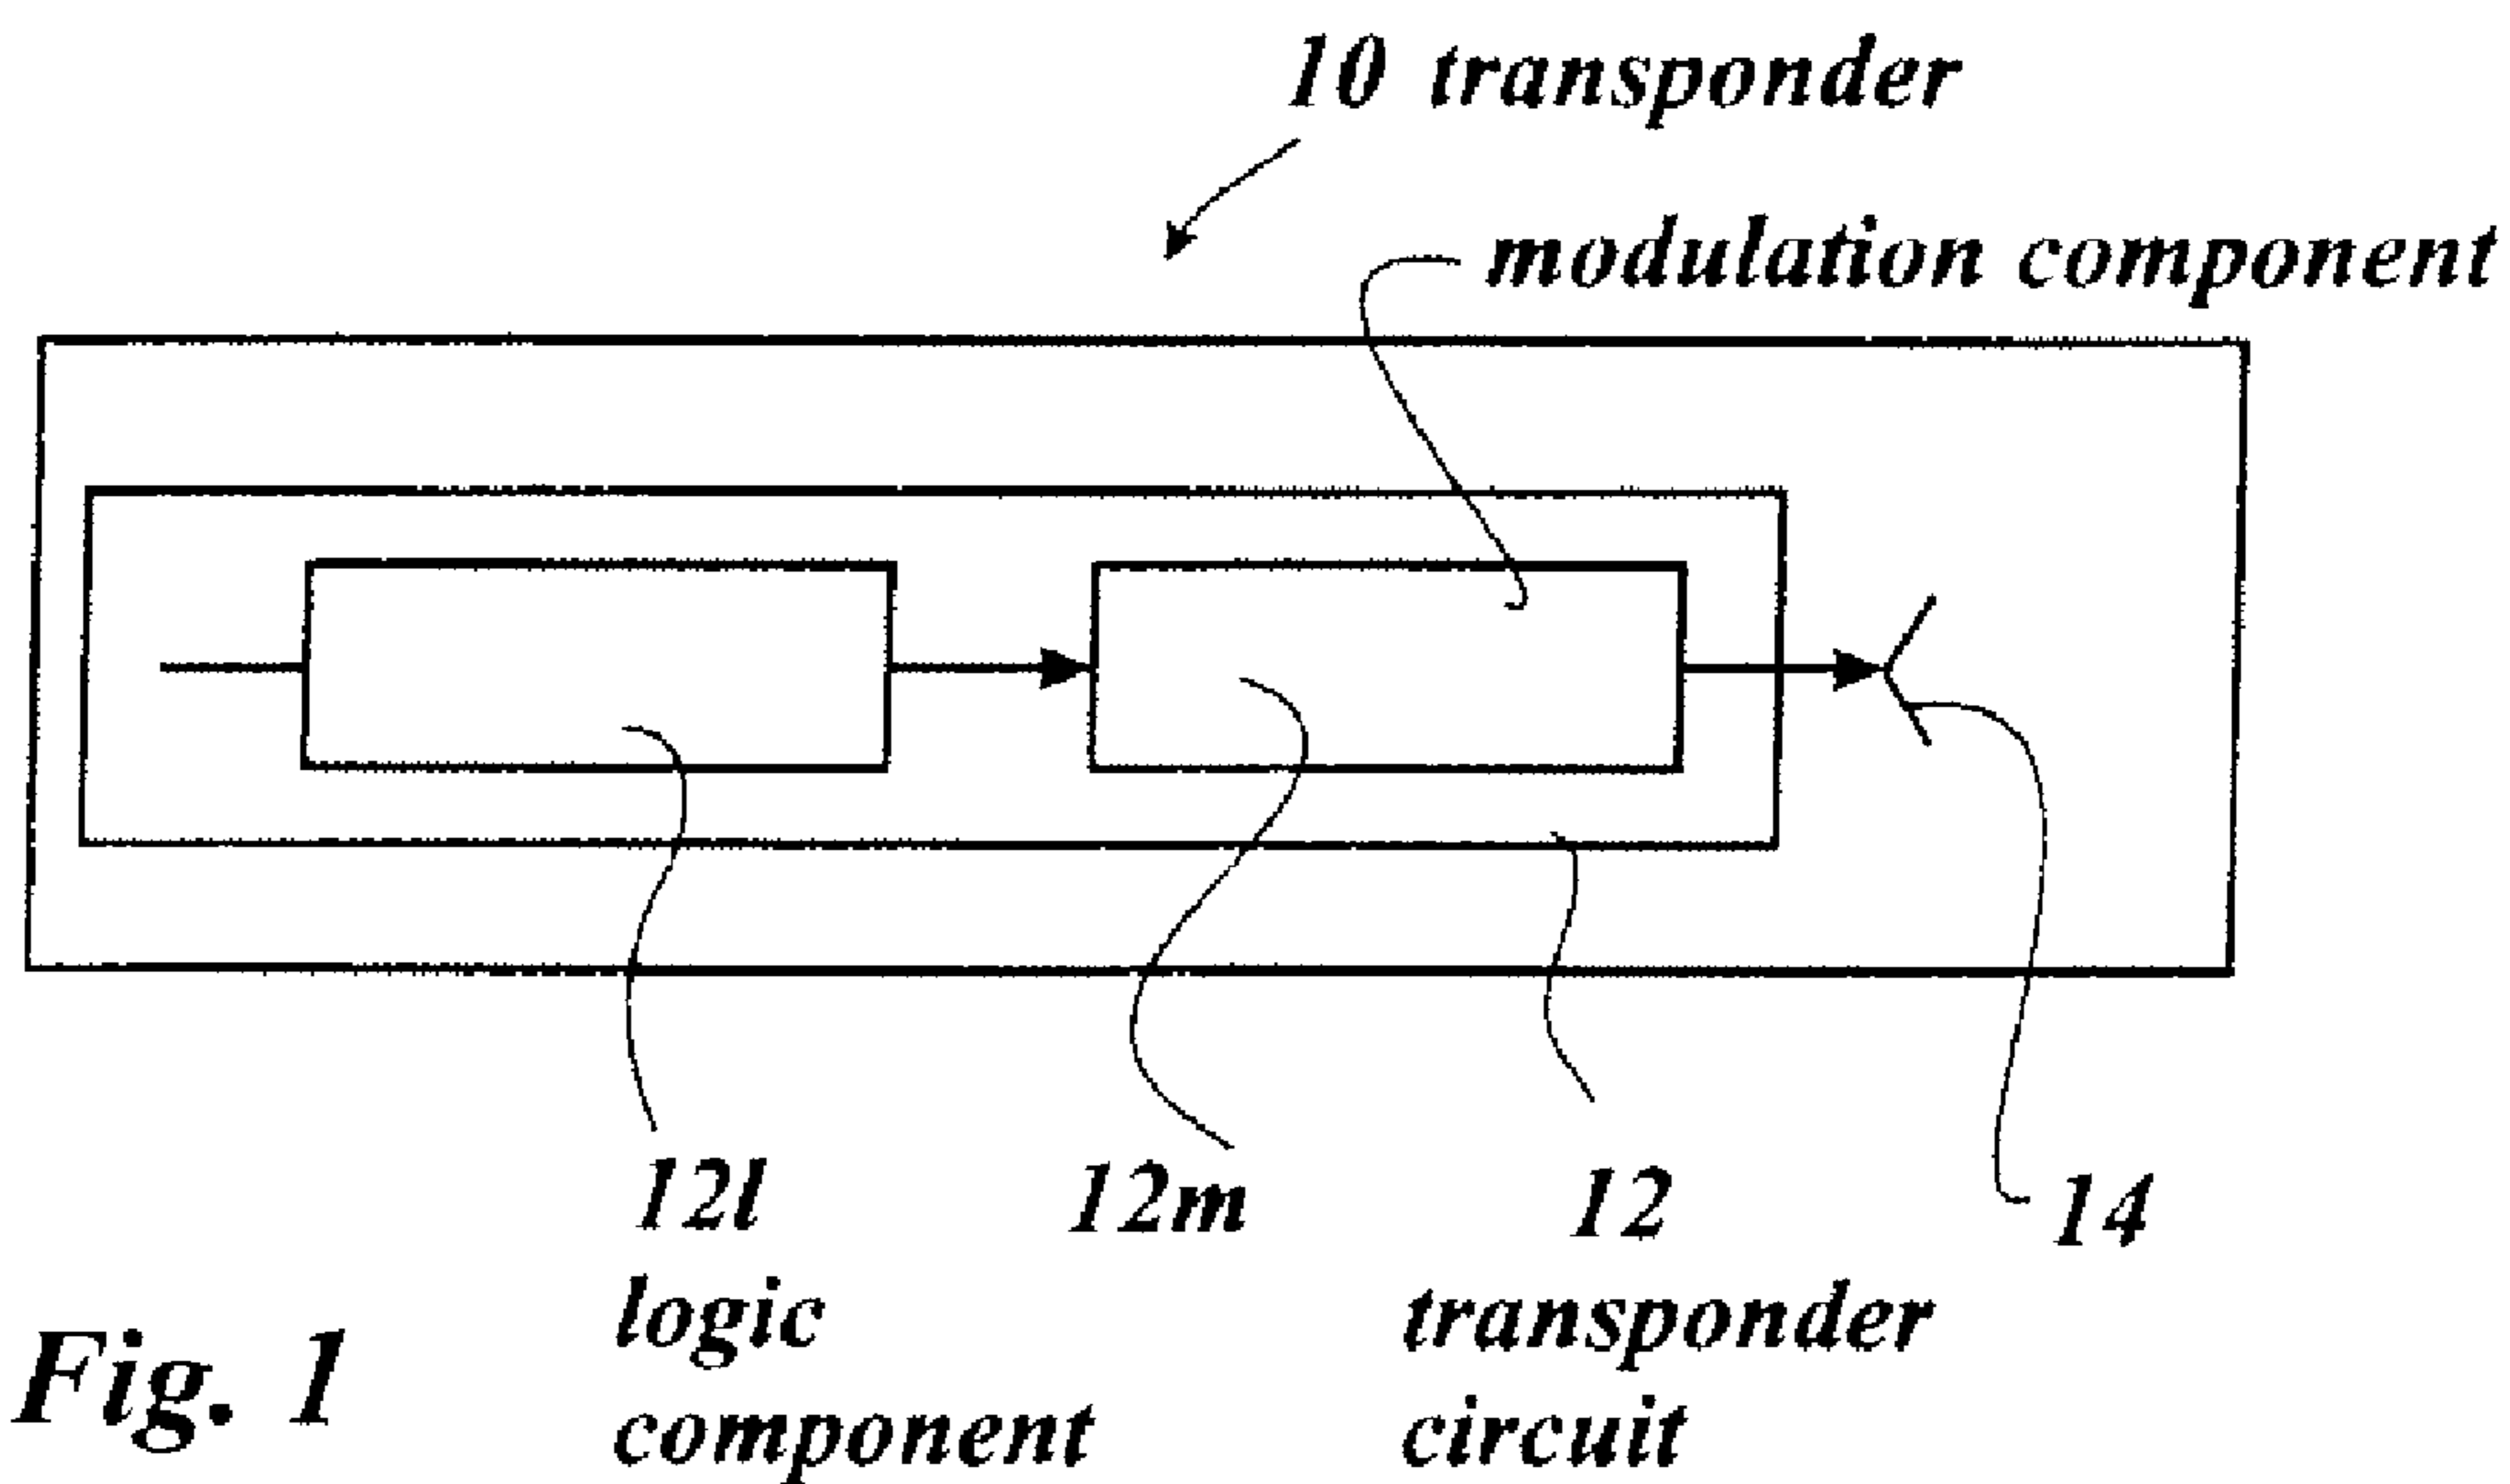 10 transponder
modulation component
12l
logic
component
12m
12
transponder
circuit
14
Fig. 1